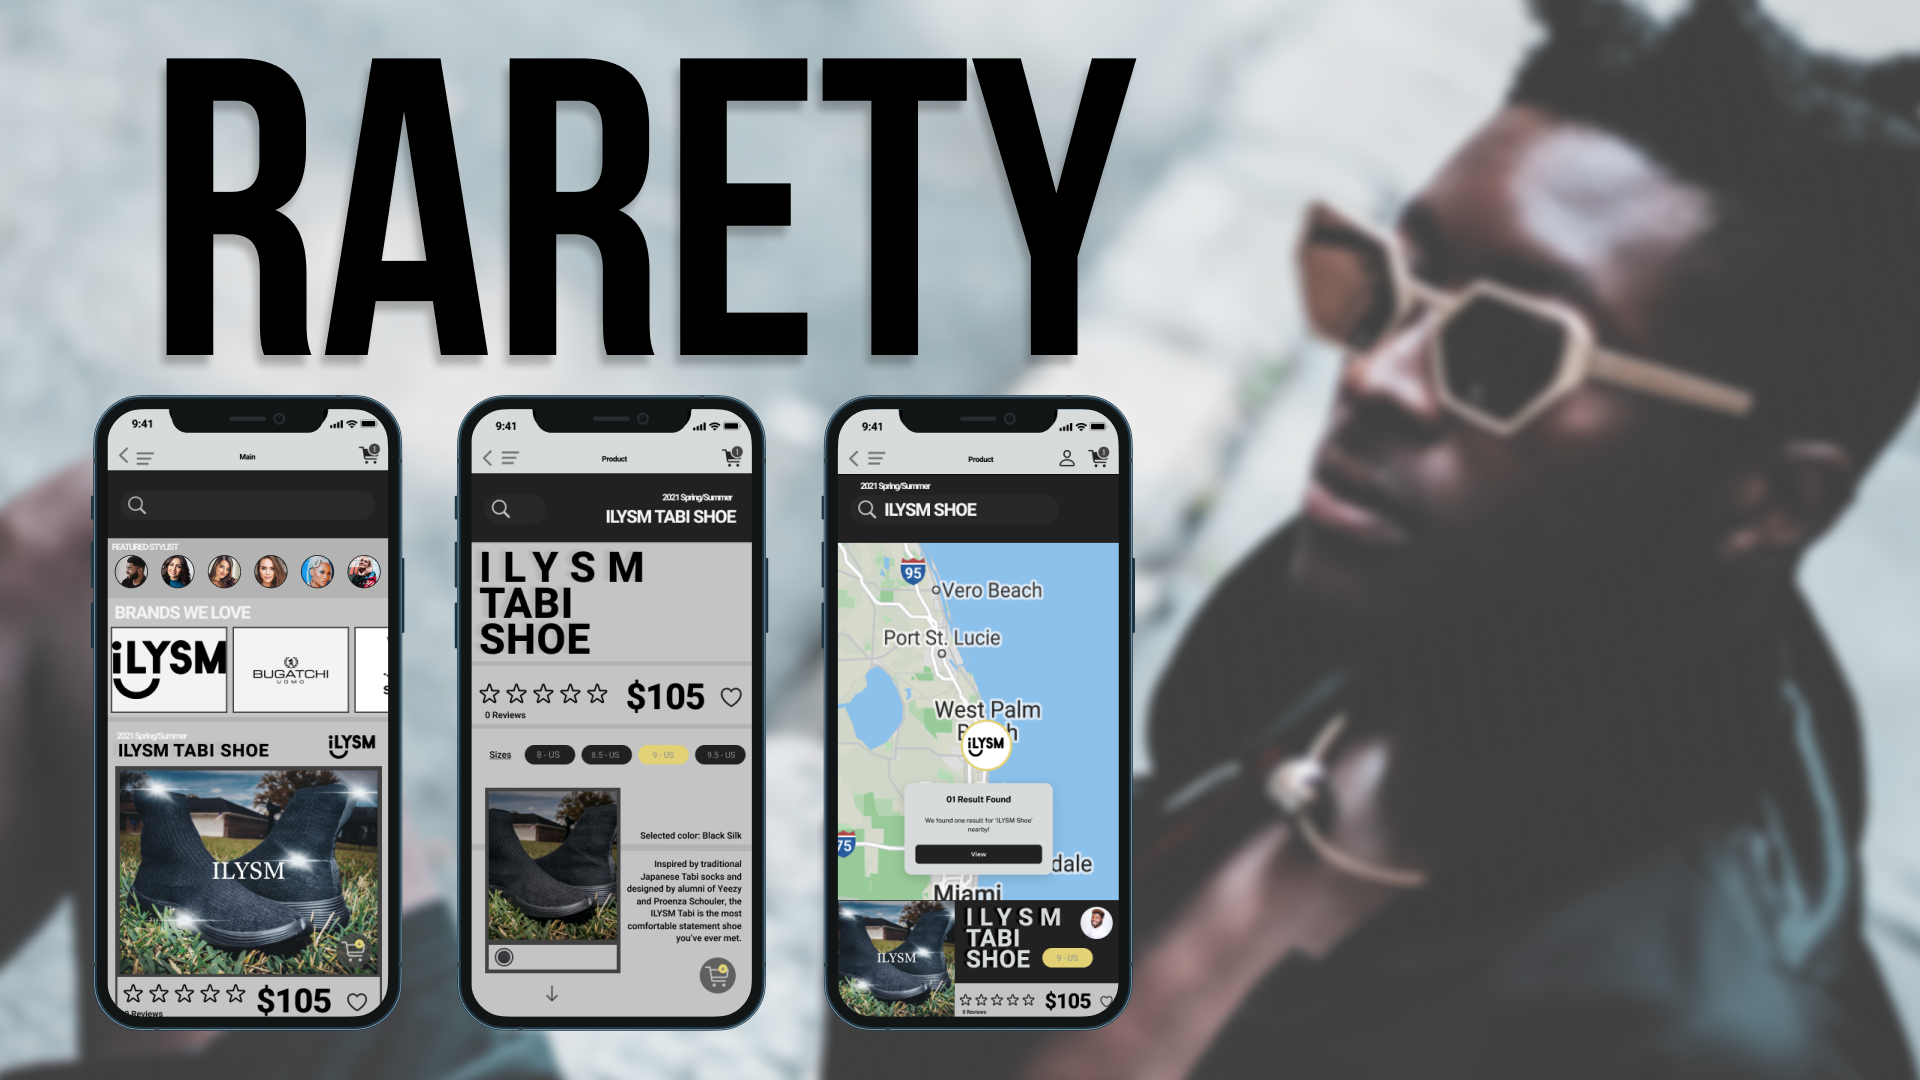 RARETY
9:41
Main
1
FEATURED STYLIST
BRANDS WE LOVE
iLYSM
BUGATCHI
UOMO
2021 Spring/Summer
ILYSM TABI SHOE
iLYSM
ILYSM
$105
0 Reviews
9:41
Product
1
2021 Spring/Summer
ILYSM TABI SHOE
ILYSM
TABI
SHOE
$105
0 Reviews
Sizes
8 - US
8.5 - US
9 - US
9.5 - US
Selected color: Black Silk
Inspired by traditional
Japanese Tabi socks and
designed by alumni of Yeezy
and Proenza Schouler, the
ILYSM Tabi is the most
comfortable statement shoe
you've ever met.
9:41
Product
1
2021 Spring/Summer
ILYSM SHOE
95
Vero Beach
Port St. Lucie
West Palm
iLYSM
01 Result Found
We found one result for 'ILYSM Shoe'
nearby!
View
75
dale
Miami
ILYSM
ILYSM
TABI
SHOE
9 - US
$105
0 Reviews